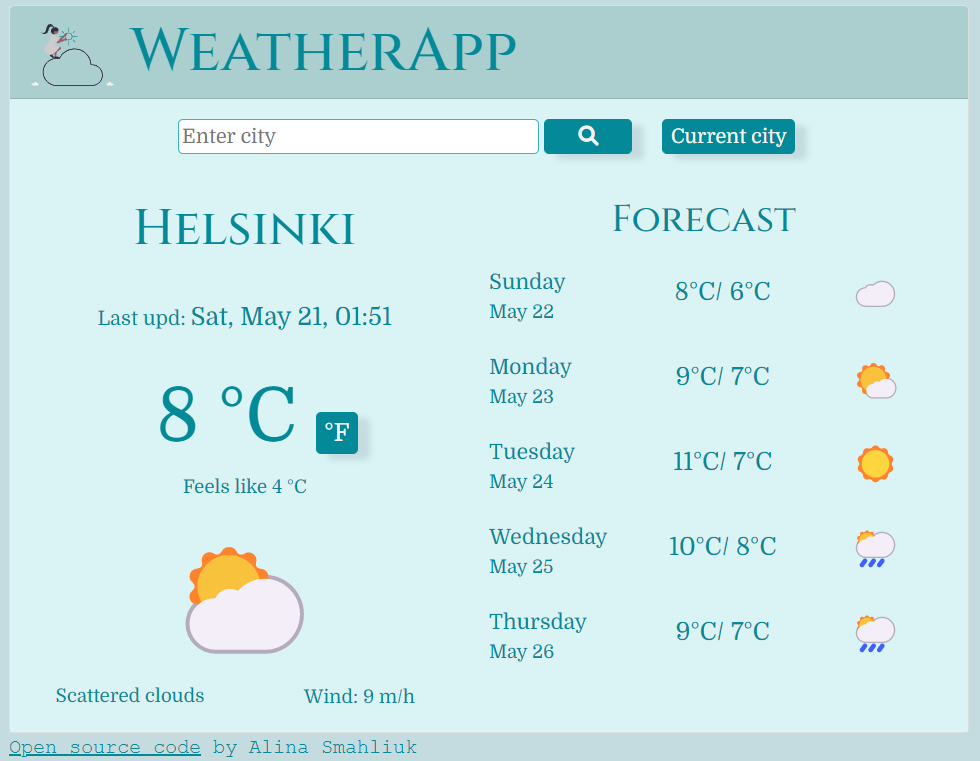 WeatherApp
Enter city
Current city
Helsinki
Last upd: Sat, May 21, 01:51
8 °C °F
Feels like 4 °C
Scattered clouds Wind: 9 m/h
Forecast
Sunday
May 22
8°C/ 6°C
Monday
May 23
9°C/ 7°C
Tuesday
May 24
11°C/ 7°C
Wednesday
May 25
10°C/ 8°C
Thursday
May 26
9°C/ 7°C
Open source code by Alina Smahliuk